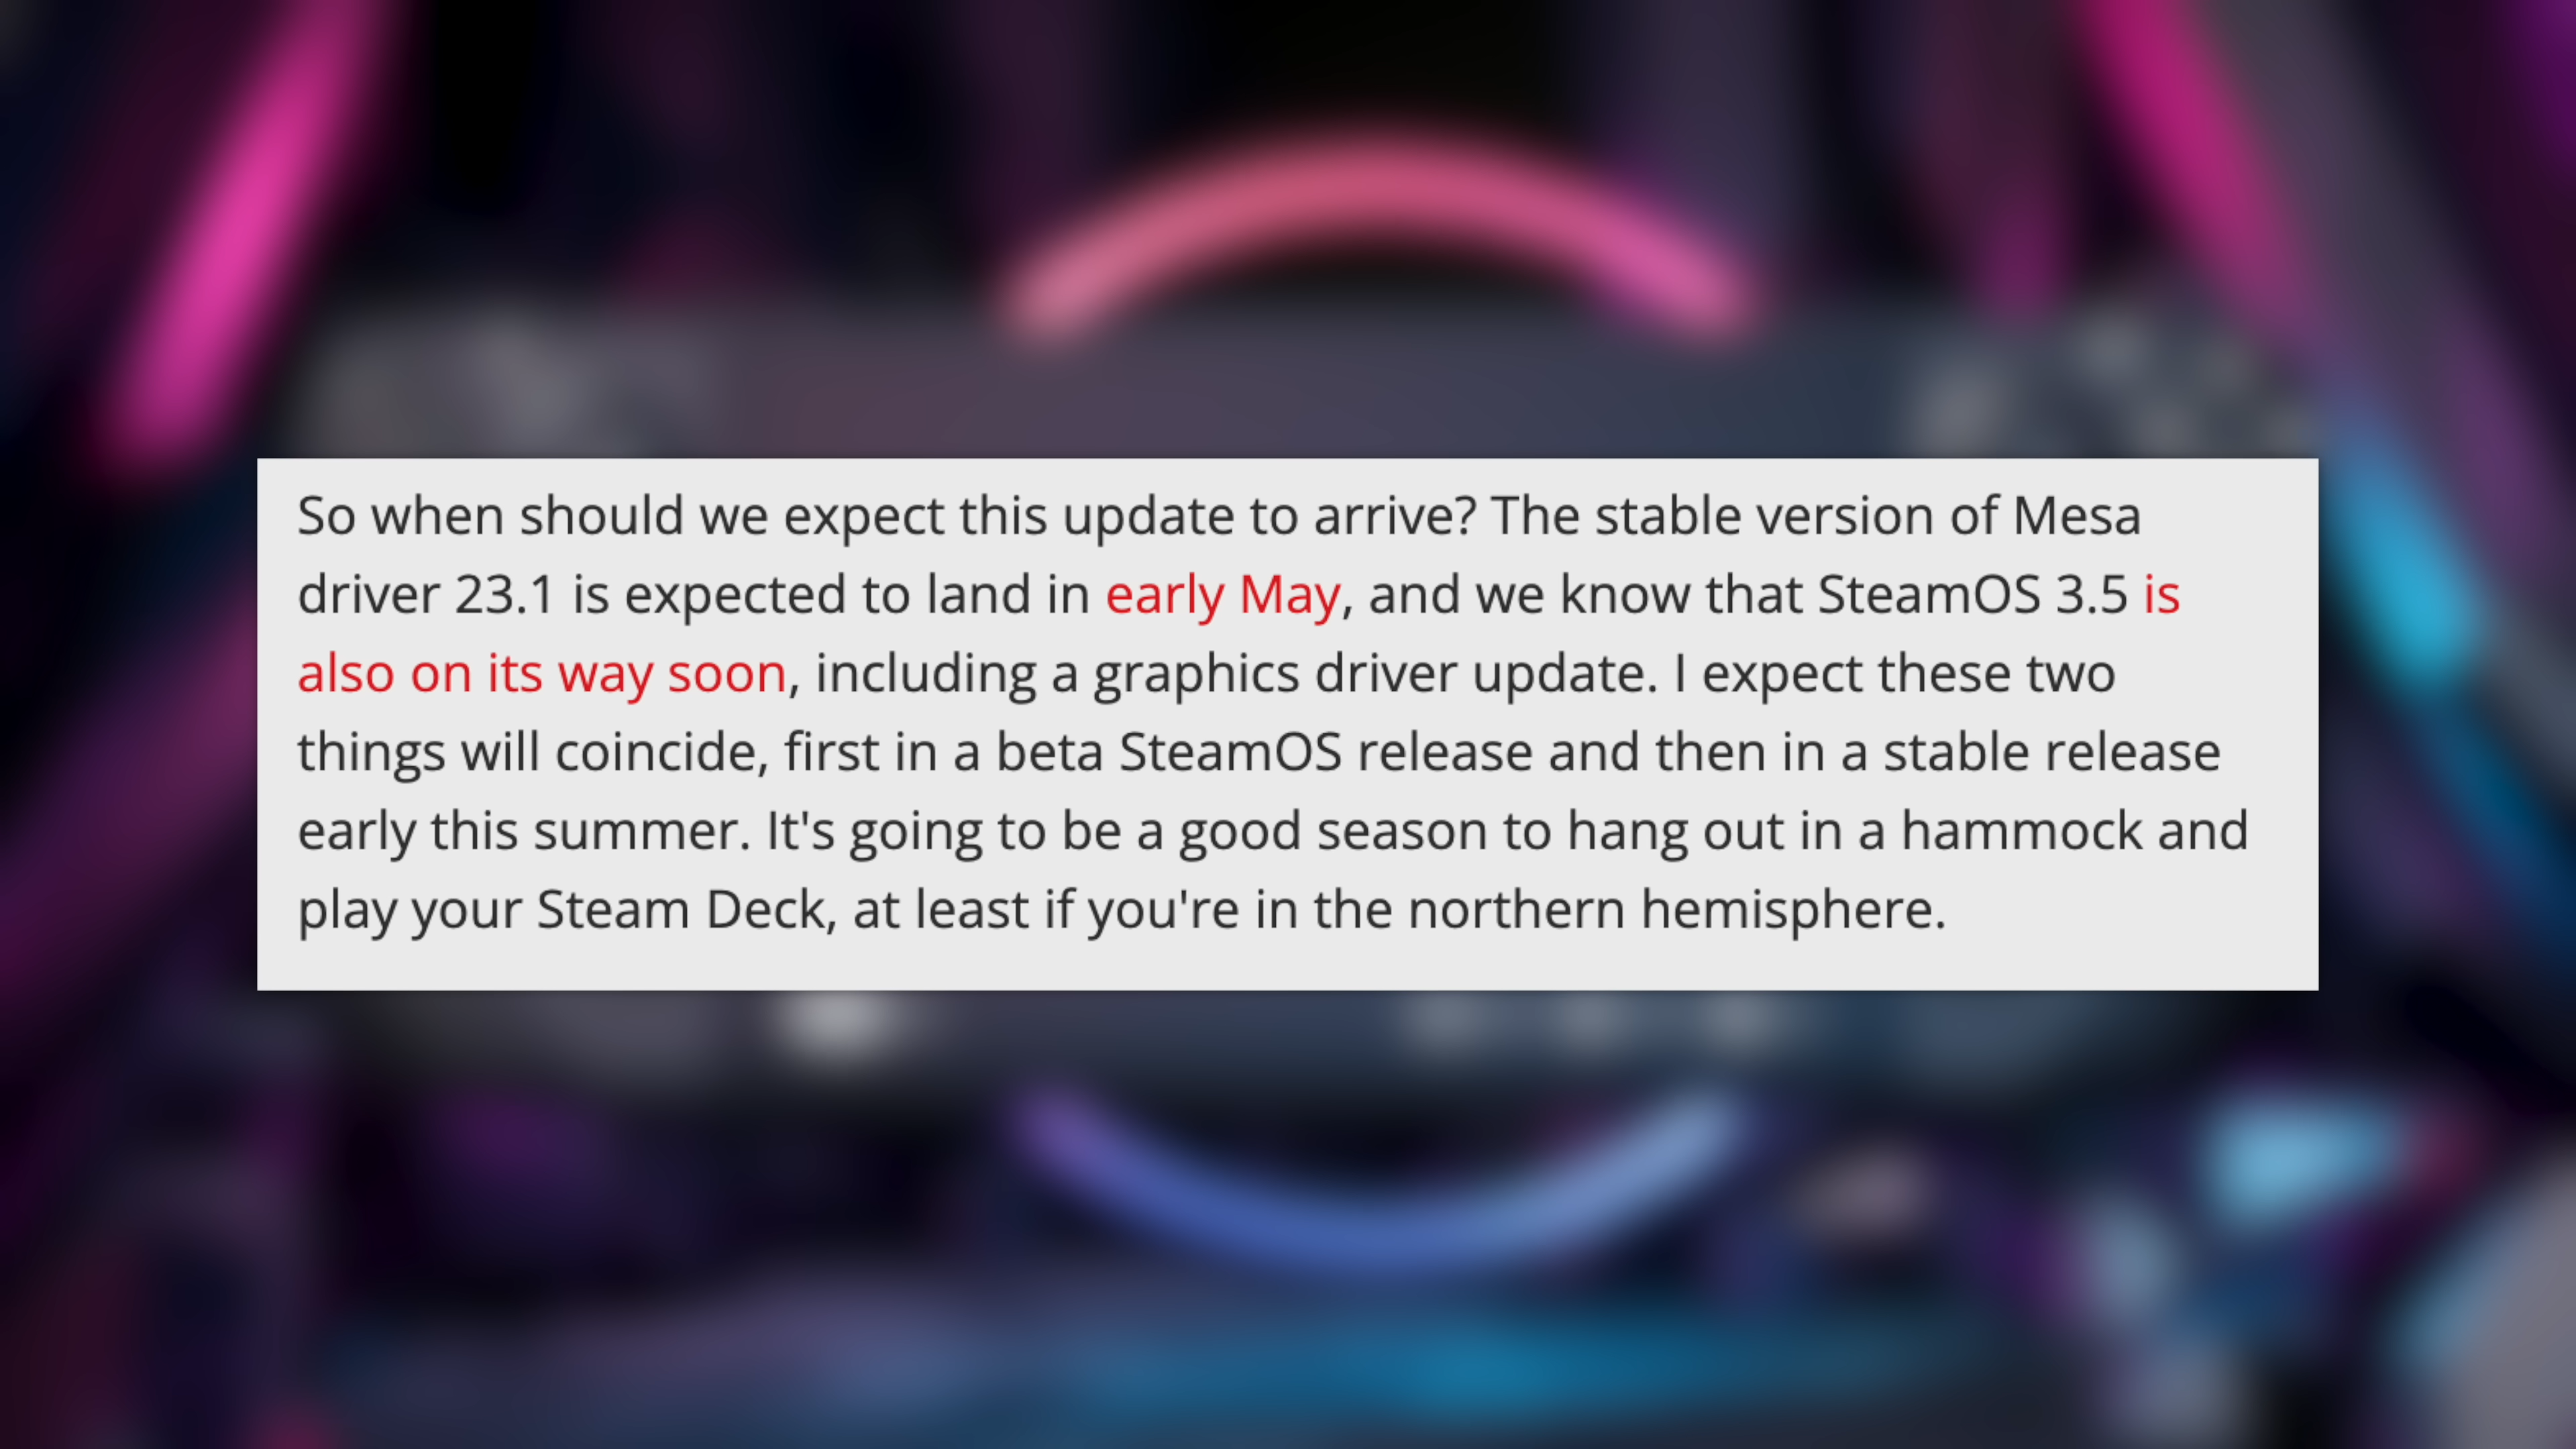 So when should we expect this update to arrive? The stable version of Mesa
driver 23.1 is expected to land in early May, and we know that SteamOS 3.5 is
also on its way soon, including a graphics driver update. I expect these two
things will coincide, first in a beta SteamOS release and then in a stable release
early this summer. It's going to be a good season to hang out in a hammock and
play your Steam Deck, at least if you're in the northern hemisphere.